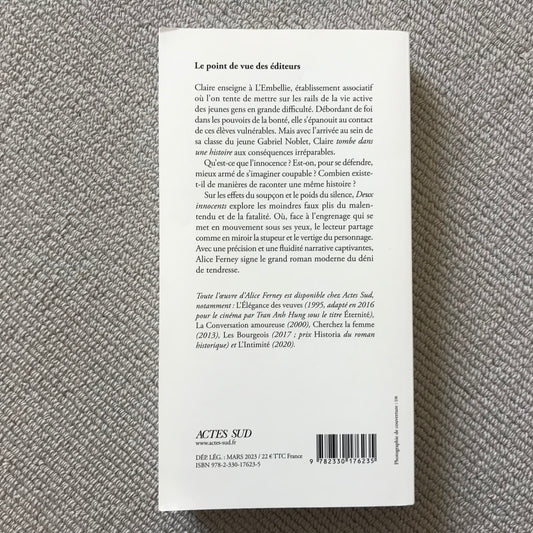 Le point de vue des éditeurs
Claire enseigne à L'Embellie, établissement associatif
où l'on tente de mettre sur les rails de la vie active
des jeunes gens en grande difficulté. Débordant de foi
dans les pouvoirs de la bonté, elle s'épanouit au contact
de ces élèves vulnérables. Mais avec l'arrivée au sein de
sa classe du jeune Gabriel Noblet, Claire tombe dans
une histoire aux conséquences irréparables.
Qu'est-ce que l'innocence ? Est-on, pour se défendre,
mieux armé de s'imaginer coupable ? Combien existe-
t-il de manières de raconter une même histoire ?
Sur les effets du soupçon et le poids du silence, Deux
innocents explore les moindres faux plis du malen-
tendu et de la fatalité. Où, face à l'engrenage qui se
met en mouvement sous ses yeux, le lecteur partage
comme en miroir la stupeur et le vertige du personnage.
Avec une précision et une fluidité narrative captivantes,
Alice Ferney signe le grand roman moderne du déni
de tendresse.
Toute l'œuvre d'Alice Ferney est disponible chez Actes Sud,
notamment : L'Élégance des veuves (1995, adapté en 2016
pour le cinéma par Tran Anh Hung sous le titre Éternité),
La Conversation amoureuse (2000), Cherchez la femme
(2013), Les Bourgeois (2017 ; prix Historia du roman
historique) et L'Intimité (2020).
ACTES SUD
www.actes-sud.fr
DÉP. LÉG. : MARS 2023 / 22 € TTC France
ISBN 978-2-330-17623-5
9 782330 176235
Photographie de couverture : DR